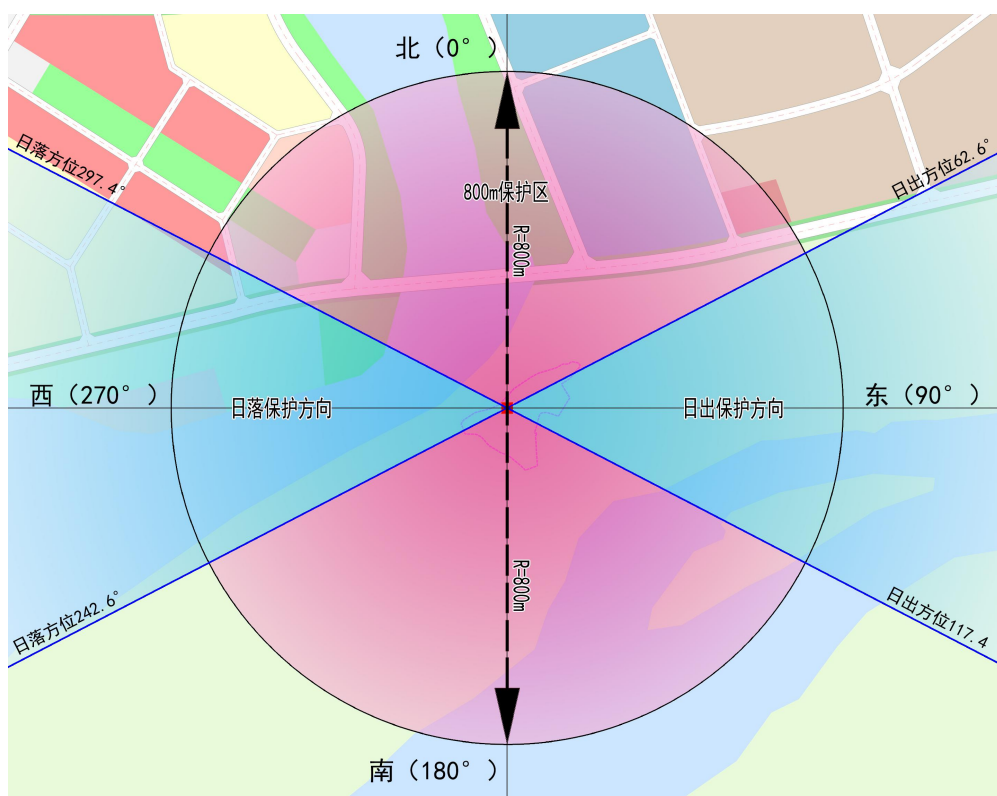 北（0°）
日落方位297.4°
日出方位62.6°
800m保护区
R=800m
西（270°）
日落保护方向
日出保护方向
东（90°）
R=800m
日落方位242.6°
日出方位117.4
南（180°）